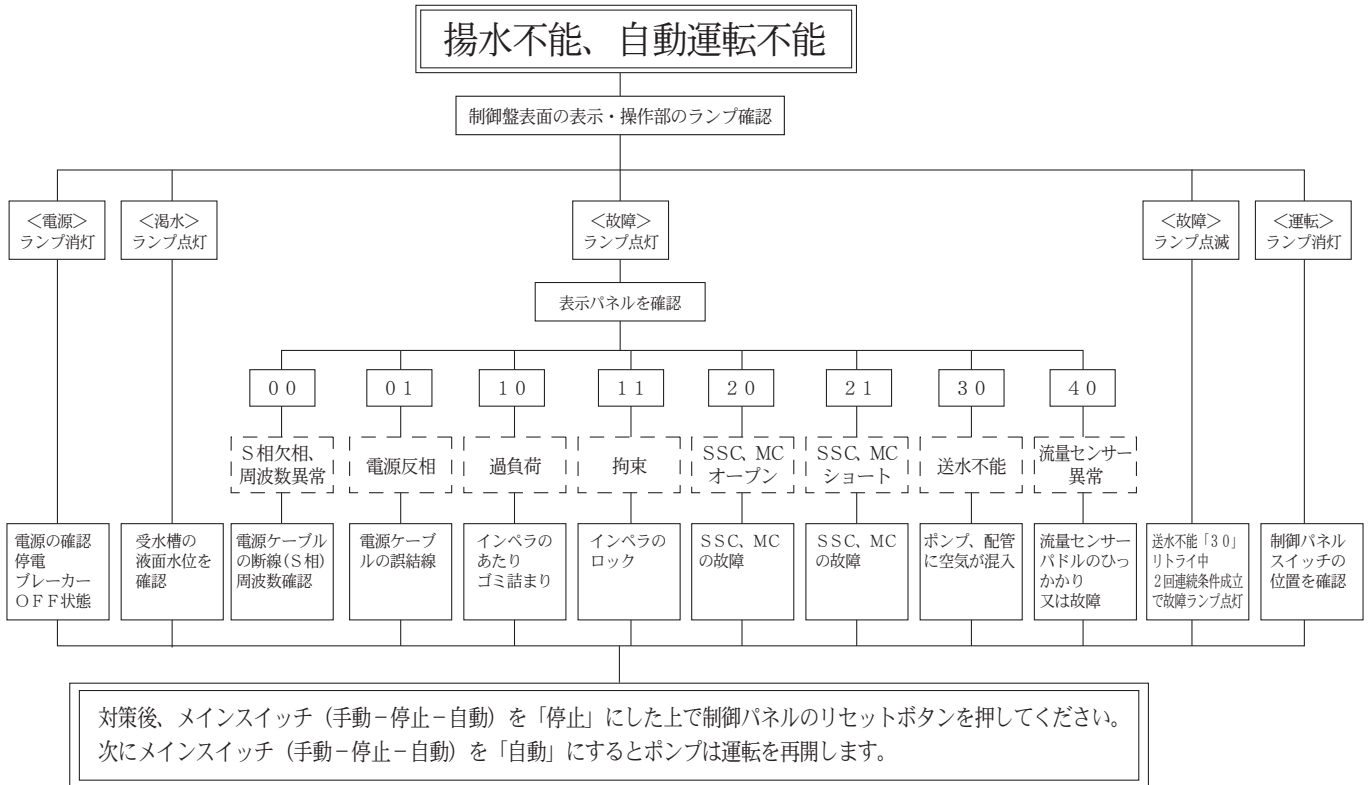 揚水不能、自動運転不能
制御盤表面の表示・操作部のランプ確認
＜電源＞
ランプ消灯
＜渇水＞
ランプ点灯
＜故障＞
ランプ点灯
＜故障＞
ランプ点滅
＜運転＞
ランプ消灯
表示パネルを確認
００
０１
１０
１１
２０
２１
３０
４０
Ｓ相欠相、
周波数異常
電源反相
過負荷
拘束
SSC、MC
オープン
SSC、MC
ショート
送水不能
流量センサー
異常
電源の確認
停電
ブレーカー
ＯＦＦ状態
受水槽の
液面水位を
確認
電源ケーブル
の断線(Ｓ相)
周波数確認
電源ケーブ
ルの誤結線
インペラの
あたり
ゴミ詰まり
インペラの
ロック
SSC、MC
の故障
SSC、MC
の故障
ポンプ、配管
に空気が混入
流量センサー
パドルのひっ
かかり
又は故障
送水不能「３０」
リトライ中
２回連続条件成立
で故障ランプ点灯
制御パネル
スイッチの
位置を確認
対策後、メインスイッチ（手動－停止－自動）を「停止」にした上で制御パネルのリセットボタンを押してください。
次にメインスイッチ（手動－停止－自動）を「自動」にするとポンプは運転を再開します。